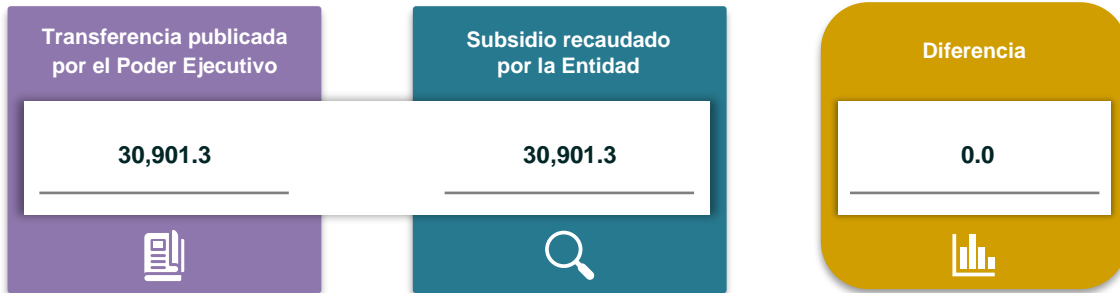 Transferencia publicada
por el Poder Ejecutivo
30,901.3
Subsidio recaudado
por la Entidad
30,901.3
Diferencia
0.0